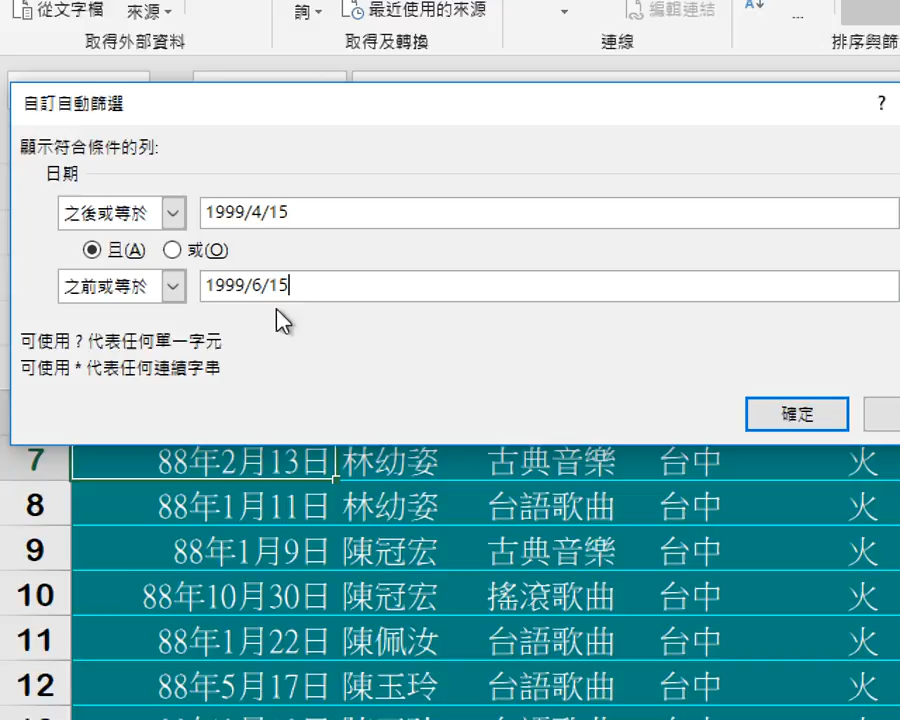 從文字檔 來源 詢 最近使用的來源 編輯連結
取得外部資料 取得及轉換 連線 排序與篩
自訂自動篩選 ?
顯示符合條件的列:
日期
之後或等於 1999/4/15
且(A) 或(O)
之前或等於 1999/6/15
可使用 ? 代表任何單一字元
可使用 * 代表任何連續字串
確定
7 88年2月13日 林幼姿 古典音樂 台中 火
8 88年1月11日 林幼姿 台語歌曲 台中 火
9 88年1月9日 陳冠宏 古典音樂 台中 火
10 88年10月30日 陳冠宏 搖滾歌曲 台中 火
11 88年1月22日 陳佩汝 台語歌曲 台中 火
12 88年5月17日 陳玉玲 台語歌曲 台中 火